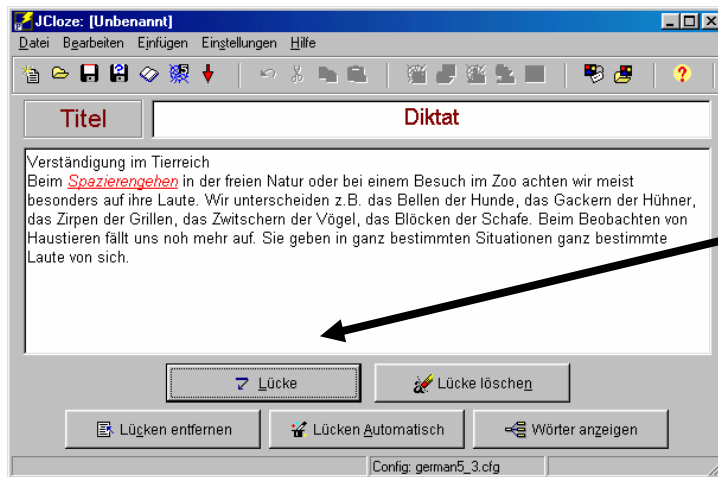 JCloze: [Unbenannt]
Datei Bearbeiten Einfügen Einstellungen Hilfe
Titel Diktat
Verständigung im Tierreich
Beim Spazierengehen in der freien Natur oder bei einem Besuch im Zoo achten wir meist
besonders auf ihre Laute. Wir unterscheiden z.B. das Bellen der Hunde, das Gackern der Hühner,
das Zirpen der Grillen, das Zwitschern der Vögel, das Blöcken der Schafe. Beim Beobachten von
Haustieren fällt uns noh mehr auf. Sie geben in ganz bestimmten Situationen ganz bestimmte
Laute von sich.
Lücke Lücke löschen
Lücken entfernen Lücken Automatisch Wörter anzeigen
Config: german5_3.cfg